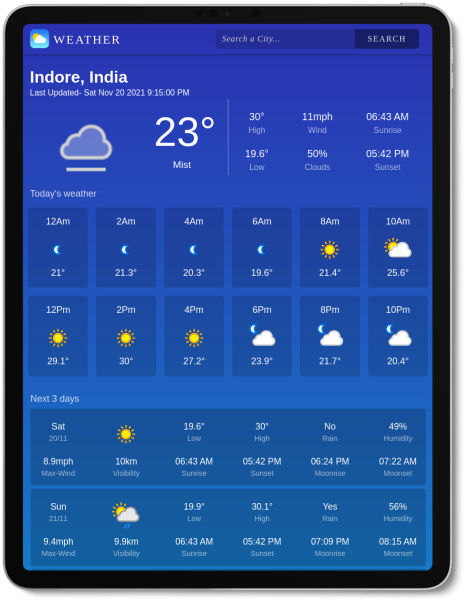 WEATHER
Search a City...
SEARCH
Indore, India
Last Updated- Sat Nov 20 2021 9:15:00 PM
23°
Mist
30° 11mph 06:43 AM
High Wind Sunrise
19.6° 50% 05:42 PM
Low Clouds Sunset
Today's weather
12Am 2Am 4Am 6Am 8Am 10Am
21° 21.3° 20.3° 19.6° 21.4° 25.6°
12Pm 2Pm 4Pm 6Pm 8Pm 10Pm
29.1° 30° 27.2° 23.9° 21.7° 20.4°
Next 3 days
Sat 19.6° 30° No 49%
20/11 Low High Rain Humidity
8.9mph 10km 06:43 AM 05:42 PM 06:24 PM 07:22 AM
Max-Wind Visibility Sunrise Sunset Moonrise Moonset
Sun 19.9° 30.1° Yes 56%
21/11 Low High Rain Humidity
9.4mph 9.9km 06:43 AM 05:42 PM 07:09 PM 08:15 AM
Max-Wind Visibility Sunrise Sunset Moonrise Moonset